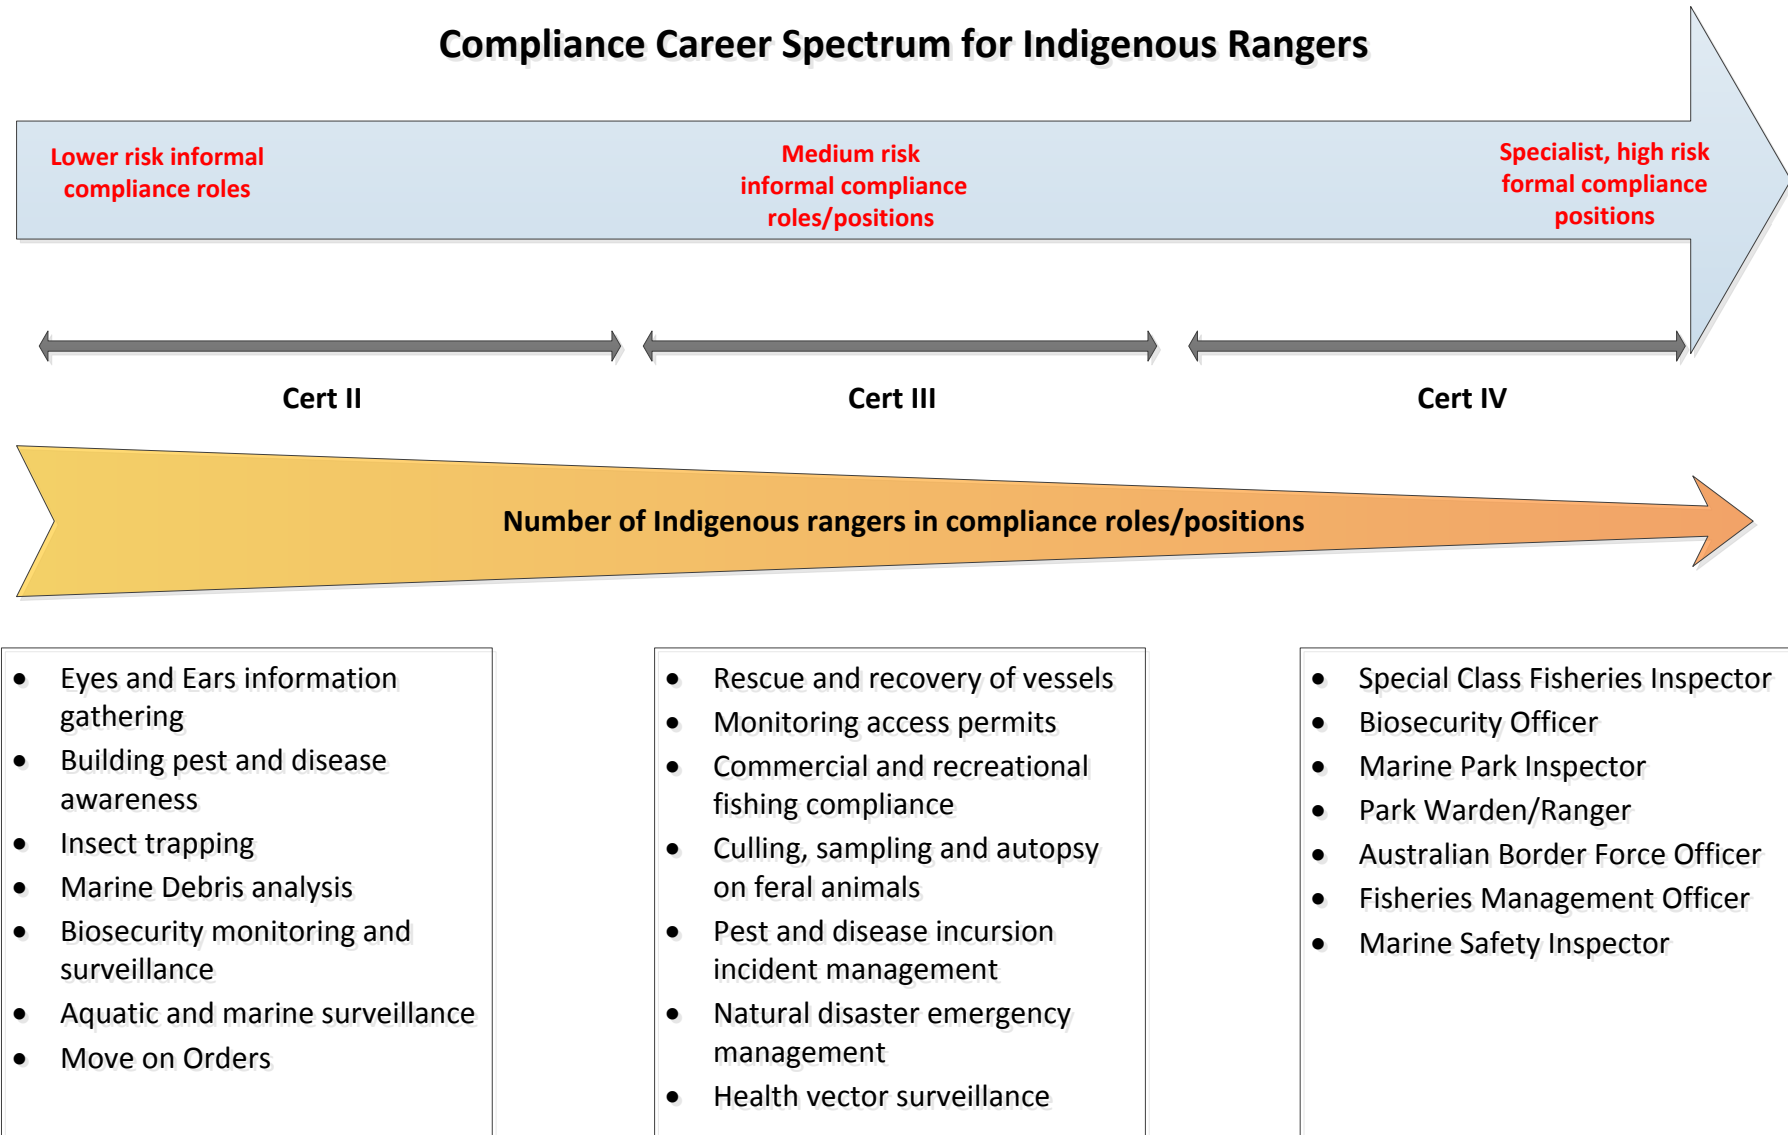 Compliance Career Spectrum for Indigenous Rangers
Lower risk informal
compliance roles
Medium risk
informal compliance
roles/positions
Specialist, high risk
formal compliance
positions
Cert II
Cert III
Cert IV
Number of Indigenous rangers in compliance roles/positions
• Eyes and Ears information
gathering
• Building pest and disease
awareness
• Insect trapping
• Marine Debris analysis
• Biosecurity monitoring and
surveillance
• Aquatic and marine surveillance
• Move on Orders
• Rescue and recovery of vessels
• Monitoring access permits
• Commercial and recreational
fishing compliance
• Culling, sampling and autopsy
on feral animals
• Pest and disease incursion
incident management
• Natural disaster emergency
management
• Health vector surveillance
• Special Class Fisheries Inspector
• Biosecurity Officer
• Marine Park Inspector
• Park Warden/Ranger
• Australian Border Force Officer
• Fisheries Management Officer
• Marine Safety Inspector